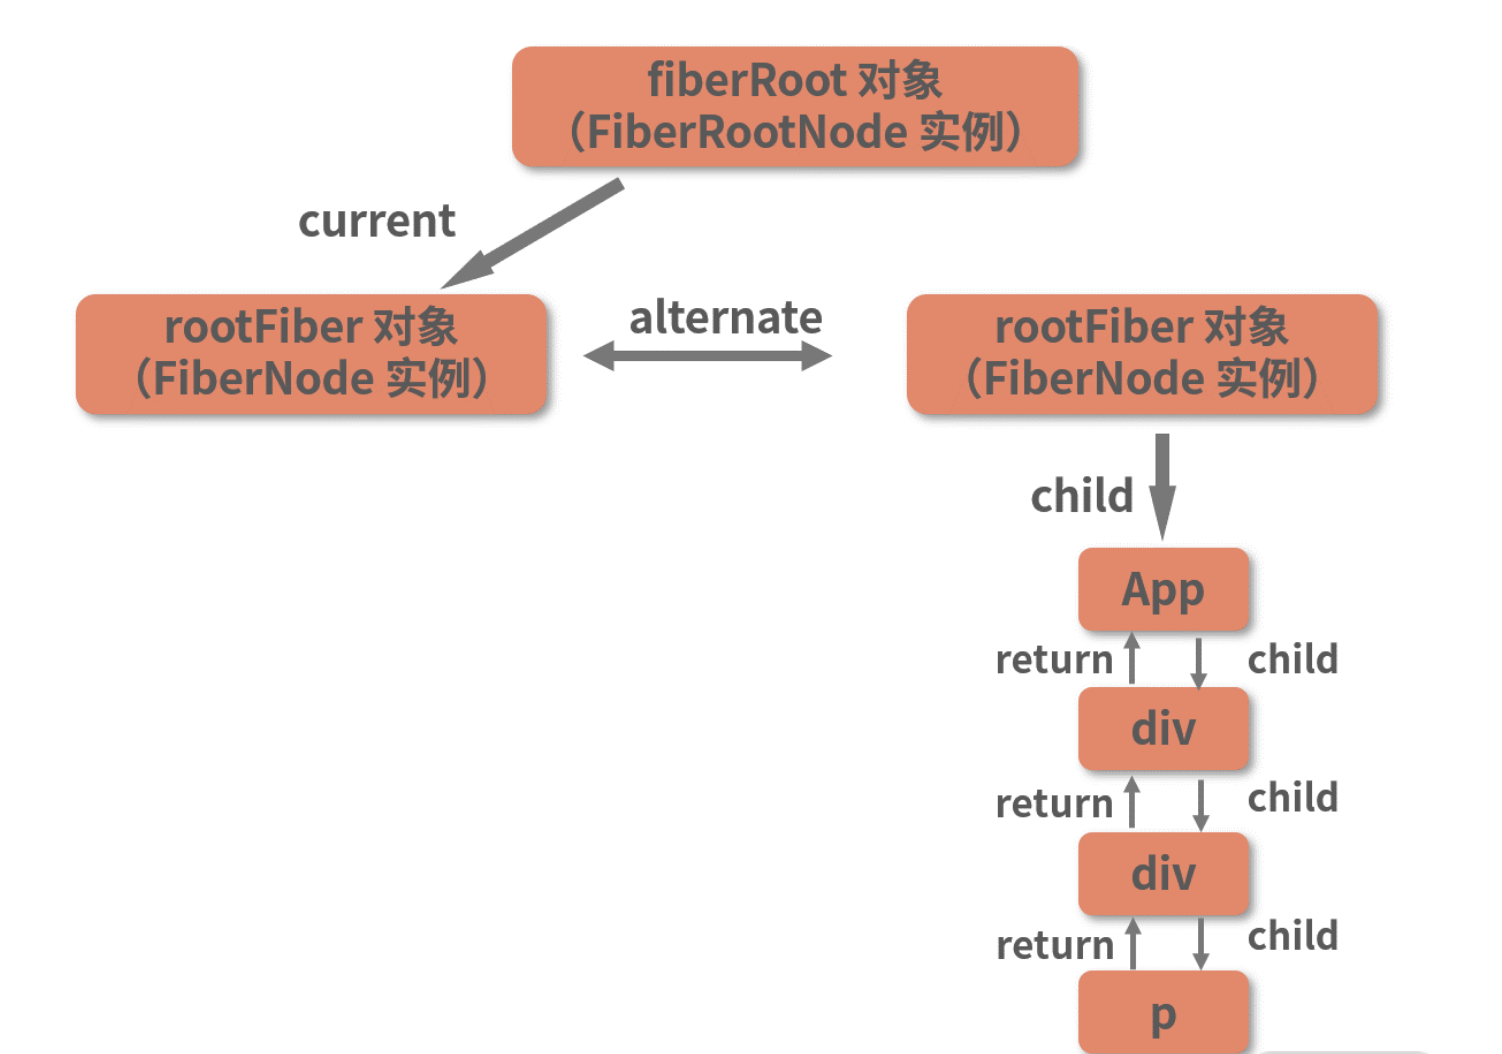 fiberRoot 对象
（FiberRootNode 实例）
current
rootFiber 对象
（FiberNode 实例）
alternate
rootFiber 对象
（FiberNode 实例）
child
App
return
child
div
return
child
div
return
child
p